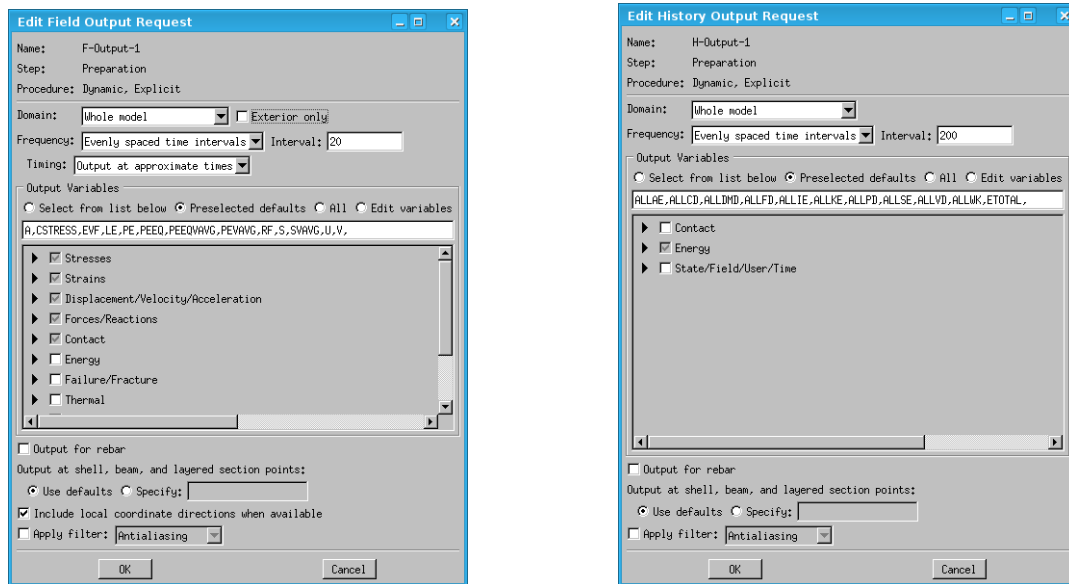 Edit Field Output Request
Name: F-Output-1
Step: Preparation
Procedure: Dynamic, Explicit
Domain: Whole model Exterior only
Frequency: Evenly spaced time intervals Interval: 20
Timing: Output at approximate times
Output Variables
Select from list below Preselected defaults All Edit variables
A,CSTRESS,EVF,LE,PE,PEEQ,PEEQVAVG,PEVAVG,RF,S,SVAVG,U,V,
Stresses
Strains
Displacement/Velocity/Acceleration
Forces/Reactions
Contact
Energy
Failure/Fracture
Thermal
Output for rebar
Output at shell, beam, and layered section points:
Use defaults Specify:
Include local coordinate directions when available
Apply filter: Antialiasing
OK Cancel
Edit History Output Request
Name: H-Output-1
Step: Preparation
Procedure: Dynamic, Explicit
Domain: Whole model
Frequency: Evenly spaced time intervals Interval: 200
Output Variables
Select from list below Preselected defaults All Edit variables
ALLAE,ALLCD,ALLDMD,ALLFD,ALLIE,ALLKE,ALLPD,ALLSE,ALLVD,ALLWK,ETOTAL,
Contact
Energy
State/Field/User/Time
Output for rebar
Output at shell, beam, and layered section points:
Use defaults Specify:
Apply filter: Antialiasing
OK Cancel